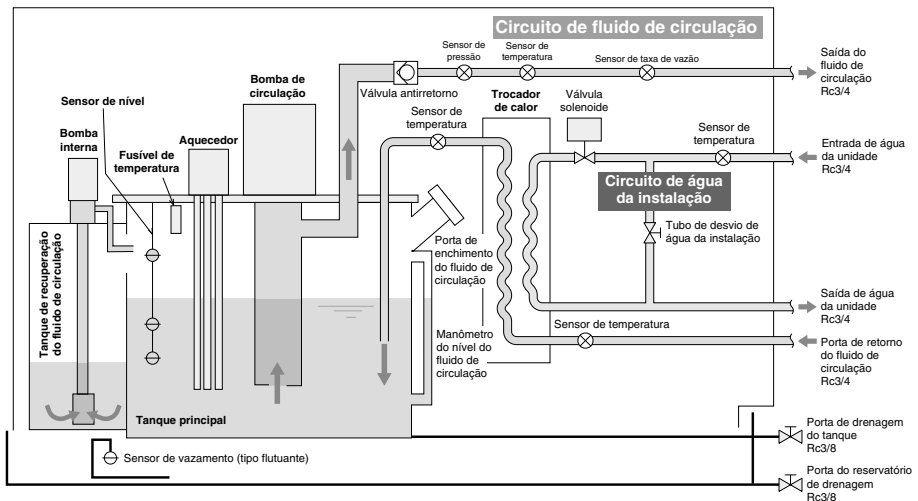 Circuito de fluido de circulação
Sensor de
pressão
Sensor de
temperatura
Sensor de taxa de vazão
Saída do
fluido de
circulação
Rc3/4
Bomba de
circulação
Válvula antirretorno
Sensor de nível
Bomba
interna
Fusível de
temperatura
Aquecedor
Sensor de
temperatura
Trocador
de calor
Válvula
solenoide
Sensor de
temperatura
Entrada de água
da unidade
Rc3/4
Circuito de água
da instalação
Tubo de desvio de
água da instalação
Porta de
enchimento
do fluido de
circulação
Tanque de recuperação
do fluido de circulação
Saída de água
da unidade
Rc3/4
Manômetro
do nível do
fluido de
circulação
Sensor de temperatura
Porta de
retorno
do fluido de
circulação
Rc3/4
Tanque principal
Porta de
drenagem
do tanque
Rc3/8
Sensor de vazamento (tipo flutuante)
Porta do reservatório
de drenagem
Rc3/8